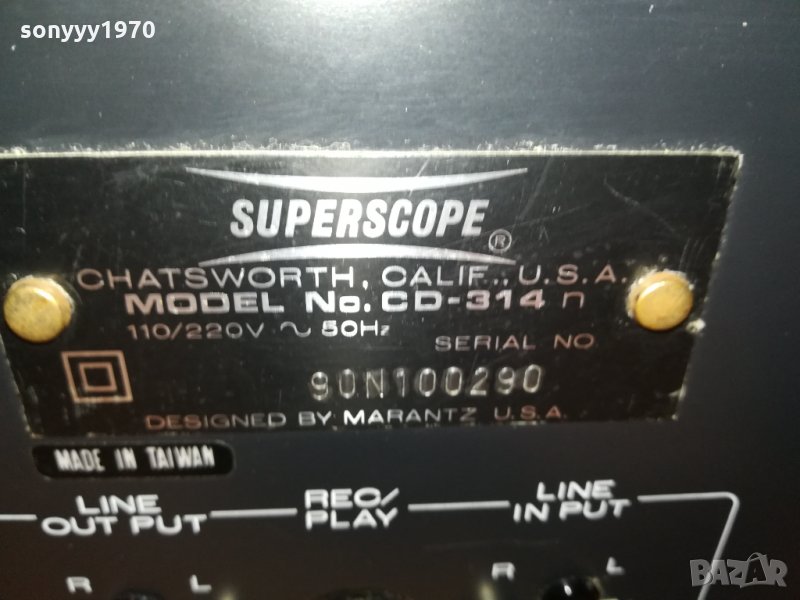 sonyyy1970
SUPERSCOPE ®
CHATSWORTH, CALIF., U.S.A.
MODEL No. CD-314 n
110/220V ~ 50Hz
SERIAL NO.
90N100290
DESIGNED BY MARANTZ U.S.A.
MADE IN TAIWAN
LINE OUT PUT
REC/PLAY
LINE IN PUT
R L
R L
BAZAR